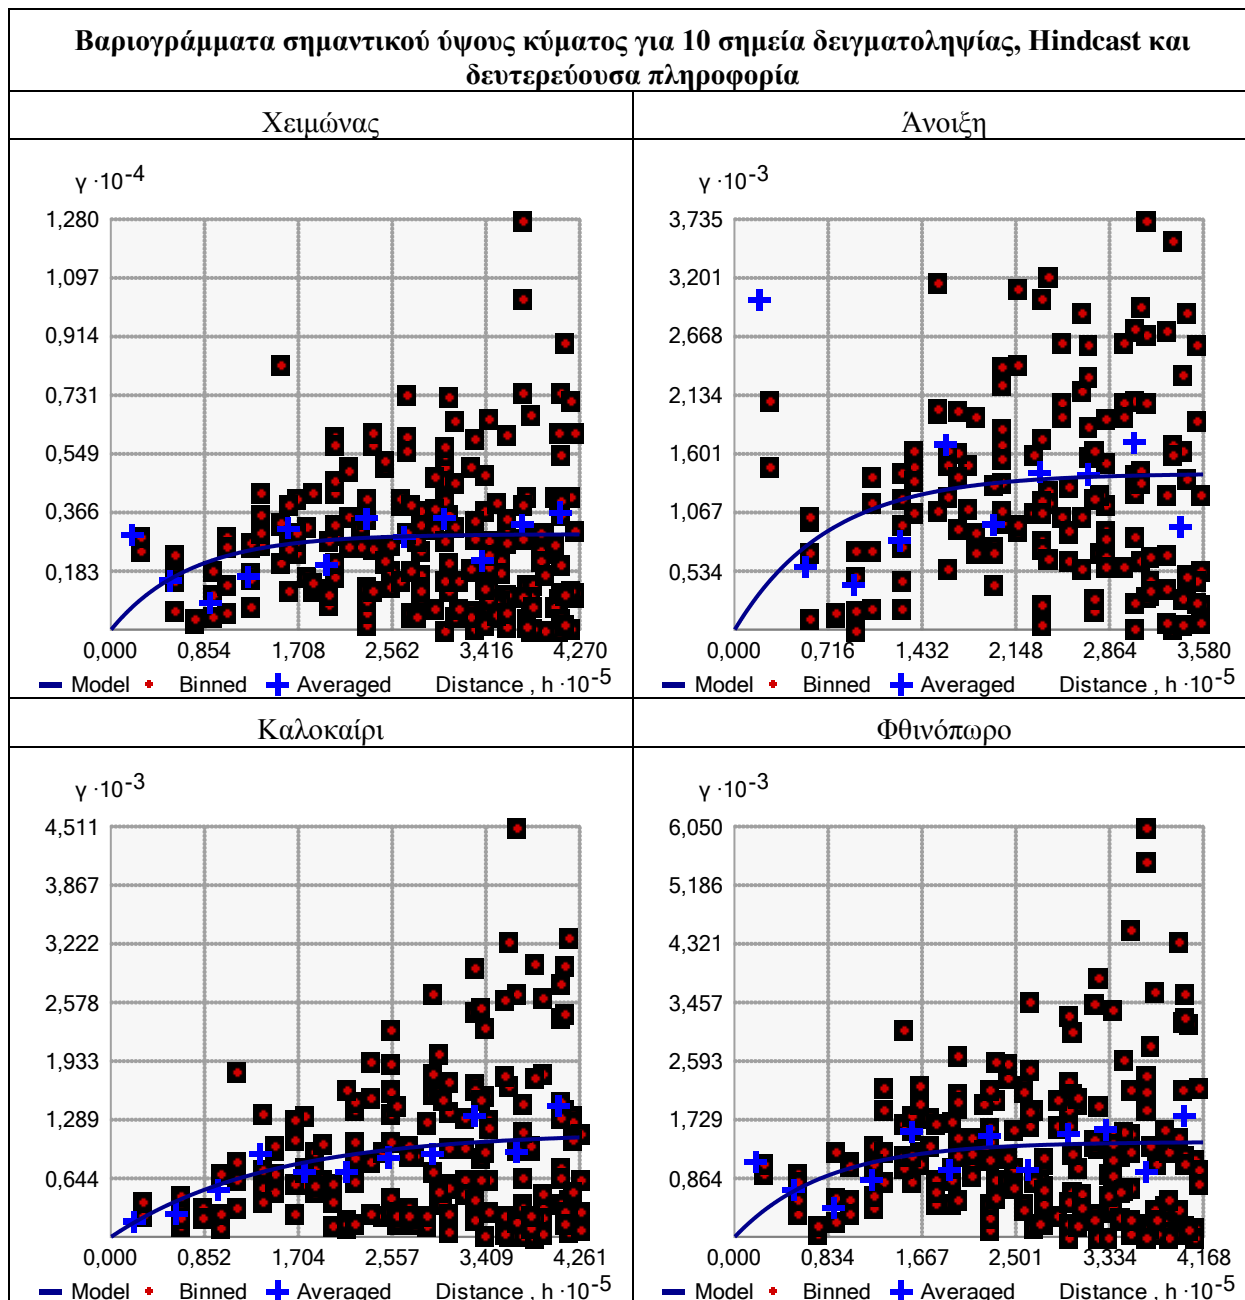 Βαριογράμματα σημαντικού ύψους κύματος για 10 σημεία δειγματοληψίας, Hindcast και
δευτερεύουσα πληροφορία
Χειμώνας
Άνοιξη
γ ·10-4
1,280
1,097
0,914
0,731
0,549
0,366
0,183
0,000 0,854 1,708 2,562 3,416 4,270
Model Binned Averaged Distance , h ·10-5
γ ·10-3
3,735
3,201
2,668
2,134
1,601
1,067
0,534
0,000 0,716 1,432 2,148 2,864 3,580
Model Binned Averaged Distance , h ·10-5
Καλοκαίρι
Φθινόπωρο
γ ·10-3
4,511
3,867
3,222
2,578
1,933
1,289
0,644
0,000 0,852 1,704 2,557 3,409 4,261
Model Binned Averaged Distance , h ·10-5
γ ·10-3
6,050
5,186
4,321
3,457
2,593
1,729
0,864
0,000 0,834 1,667 2,501 3,334 4,168
Model Binned Averaged Distance , h ·10-5